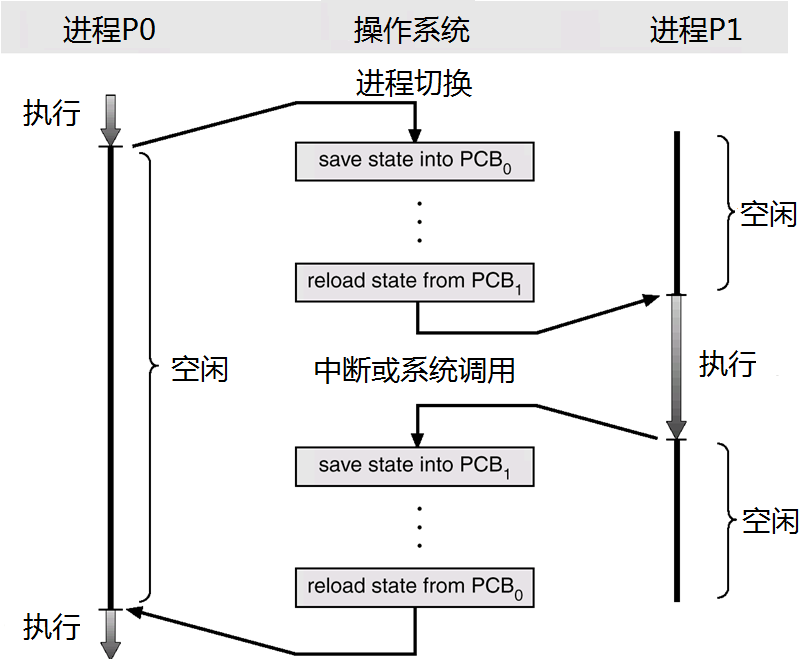 进程P0 操作系统 进程P1
进程切换
执行
save state into PCB0
空闲
reload state from PCB1
空闲
中断或系统调用
执行
save state into PCB1
空闲
reload state from PCB0
执行